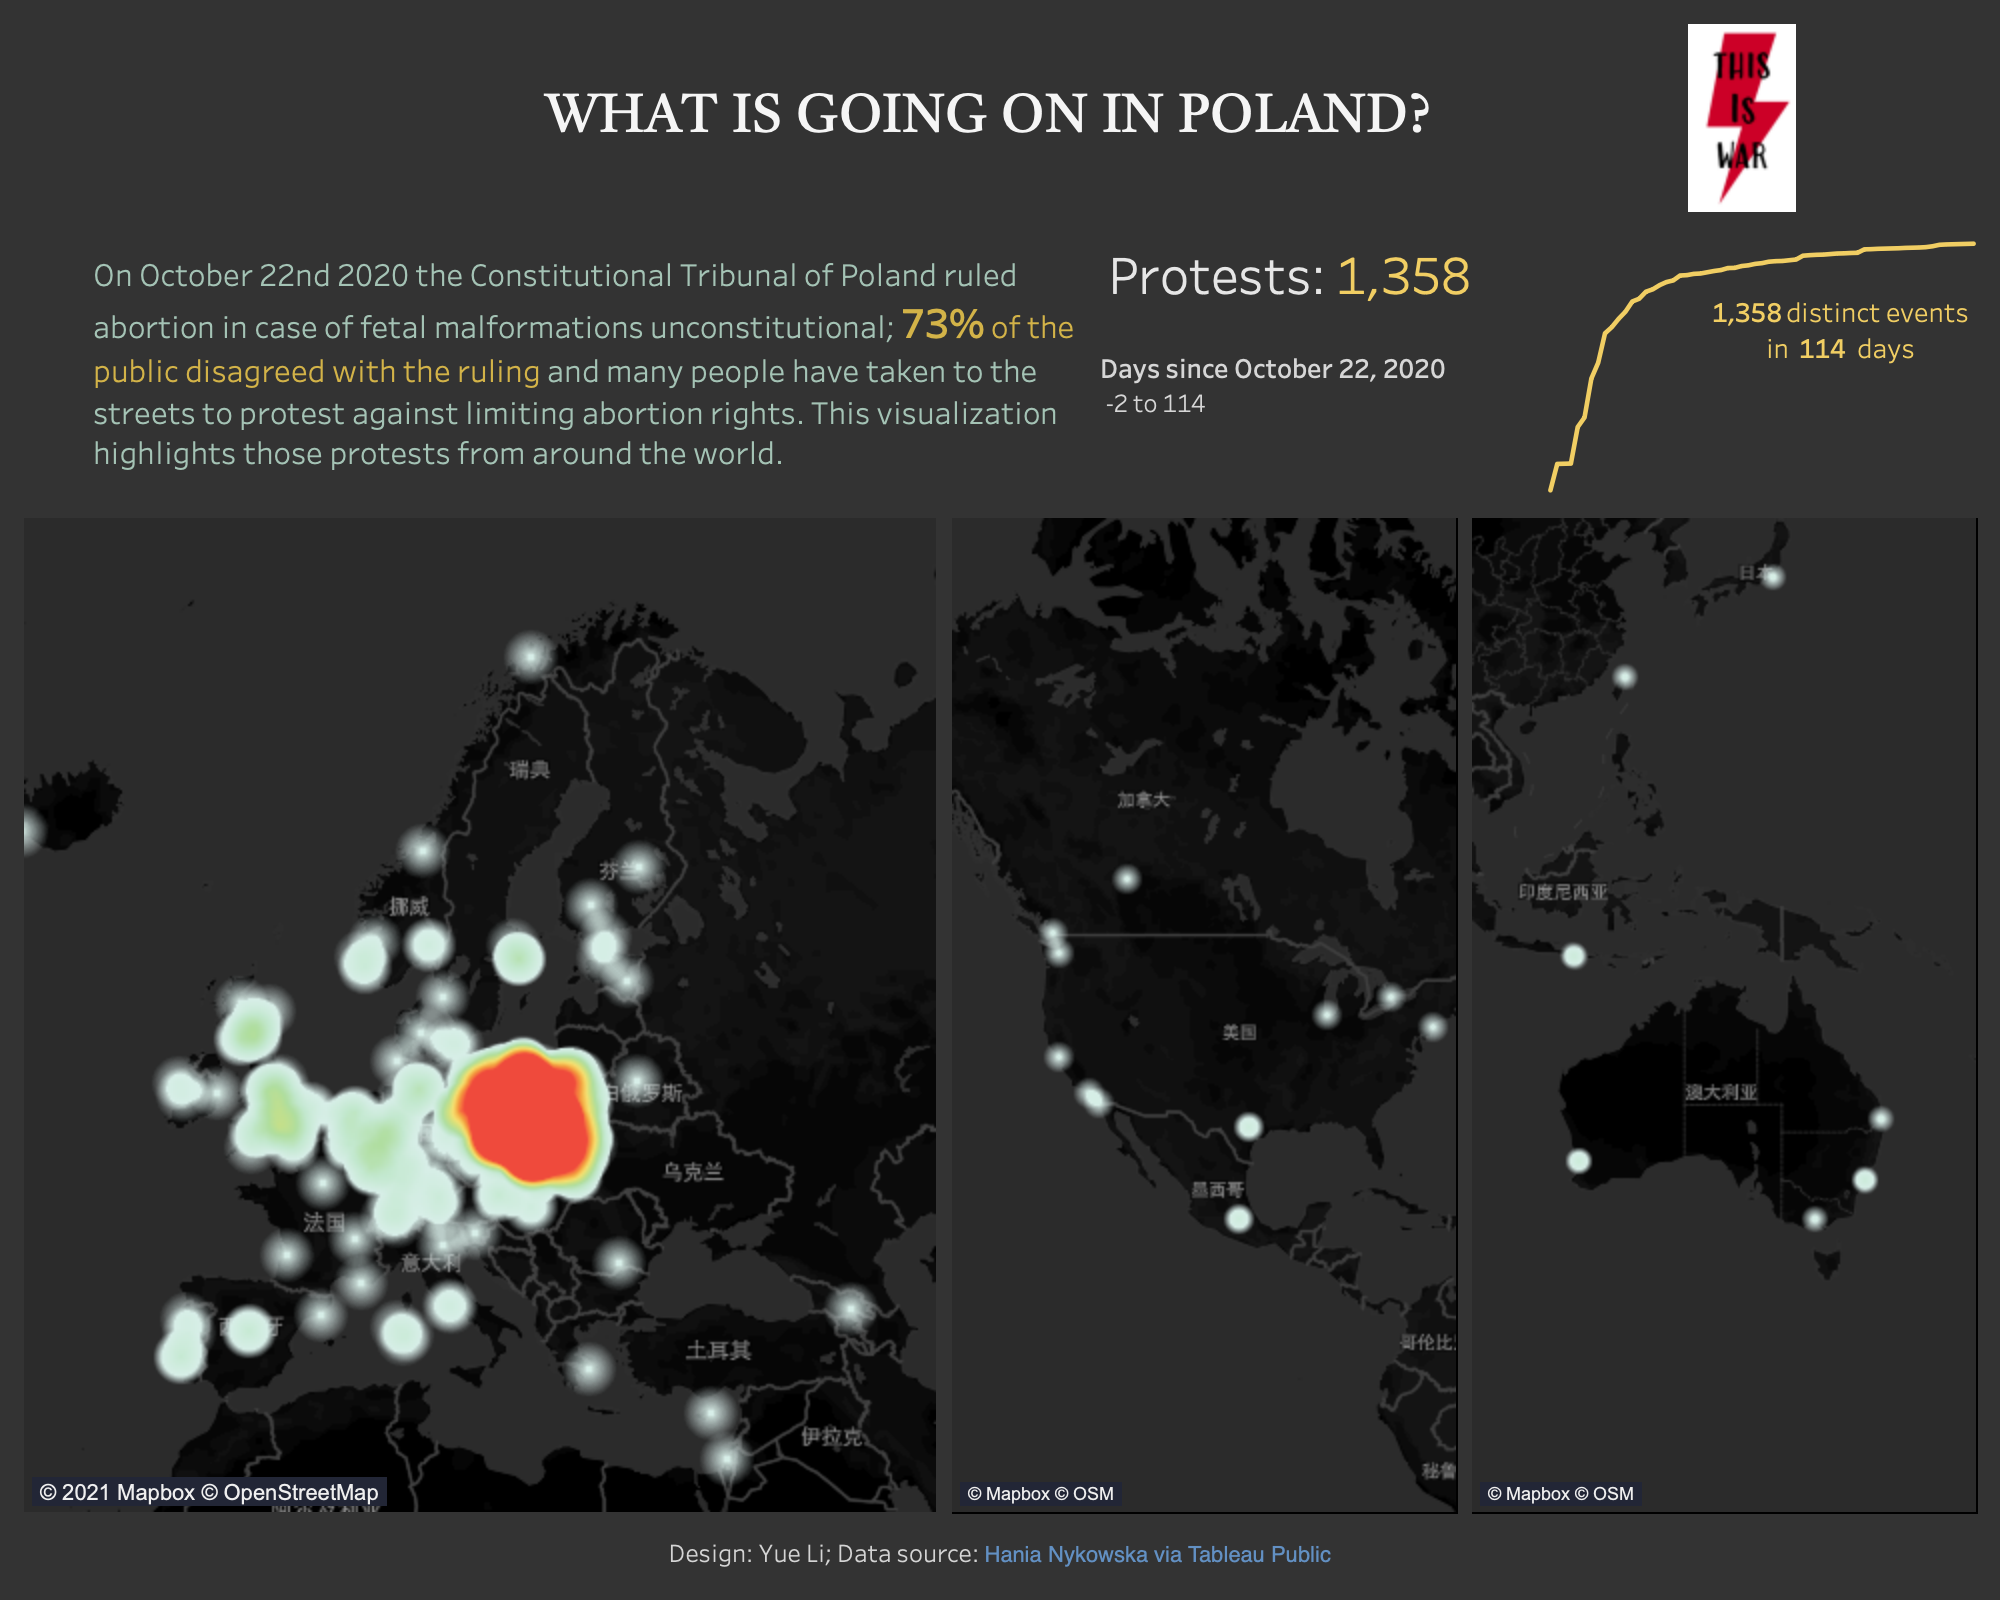 WHAT IS GOING ON IN POLAND?
THIS
IS
WAR
On October 22nd 2020 the Constitutional Tribunal of Poland ruled
abortion in case of fetal malformations unconstitutional; 73% of the
public disagreed with the ruling and many people have taken to the
streets to protest against limiting abortion rights. This visualization
highlights those protests from around the world.
Protests: 1,358
Days since October 22, 2020
-2 to 114
1,358 distinct events
in 114 days
瑞典
芬兰
挪威
白俄罗斯
乌克兰
法国
意大利
西 牙
土耳其
伊拉克
© 2021 Mapbox © OpenStreetMap
加拿大
美国
墨西哥
哥伦比
秘鲁
© Mapbox © OSM
日本
印度尼西亚
澳大利亚
© Mapbox © OSM
Design: Yue Li; Data source: Hania Nykowska via Tableau Public